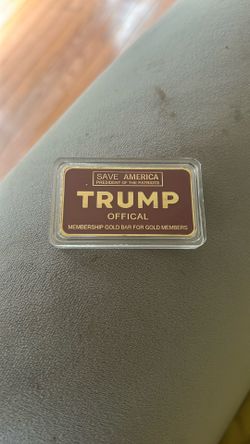 SAVE AMERICA
PRESIDENT OF THE PATRIOTS
TRUMP
OFFICAL
MEMBERSHIP GOLD BAR FOR GOLD MEMBERS